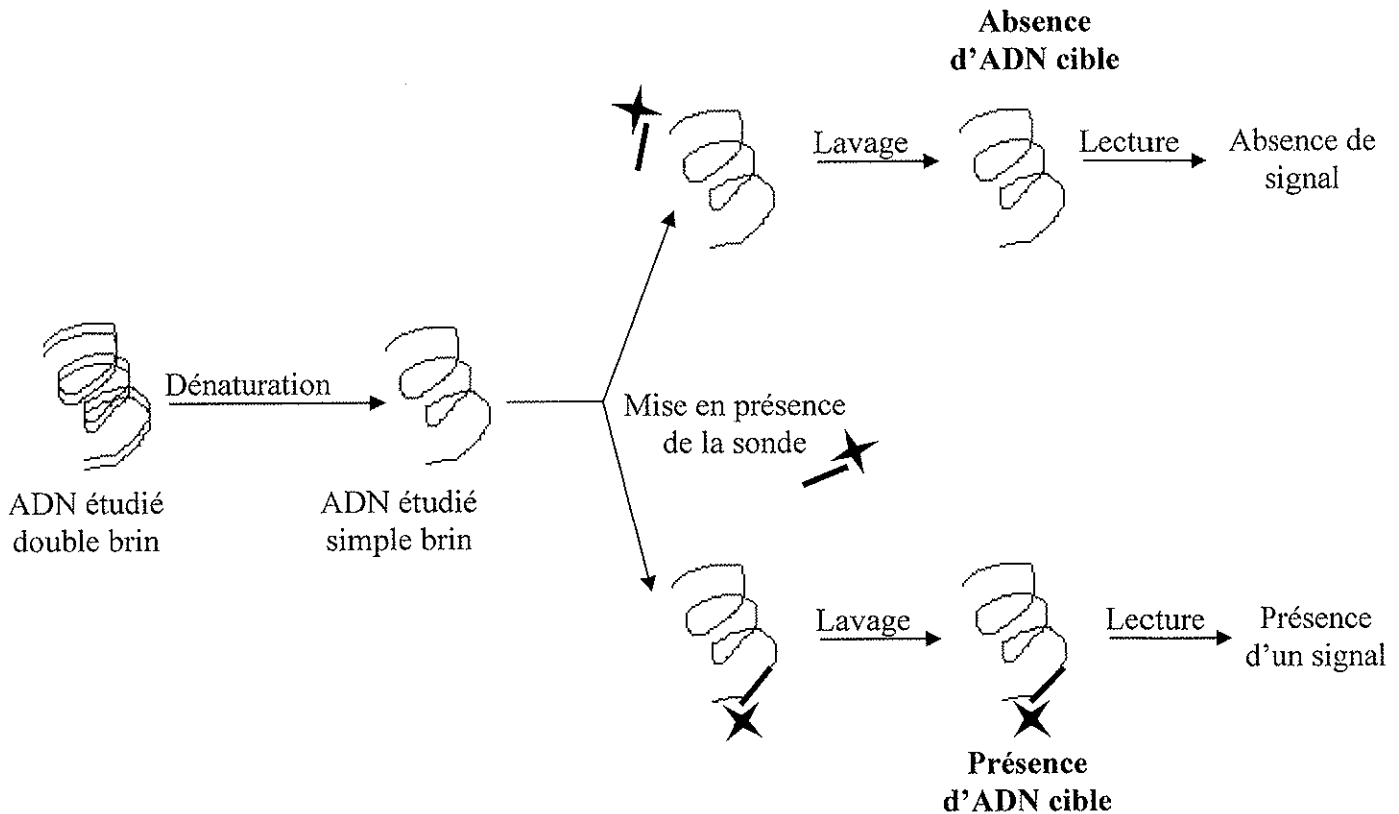 Absence
d'ADN cible
Lavage
Lecture
Absence de
signal
Dénaturation
Mise en présence
de la sonde
ADN étudié
double brin
ADN étudié
simple brin
Lavage
Lecture
Présence
d'un signal
Présence
d'ADN cible